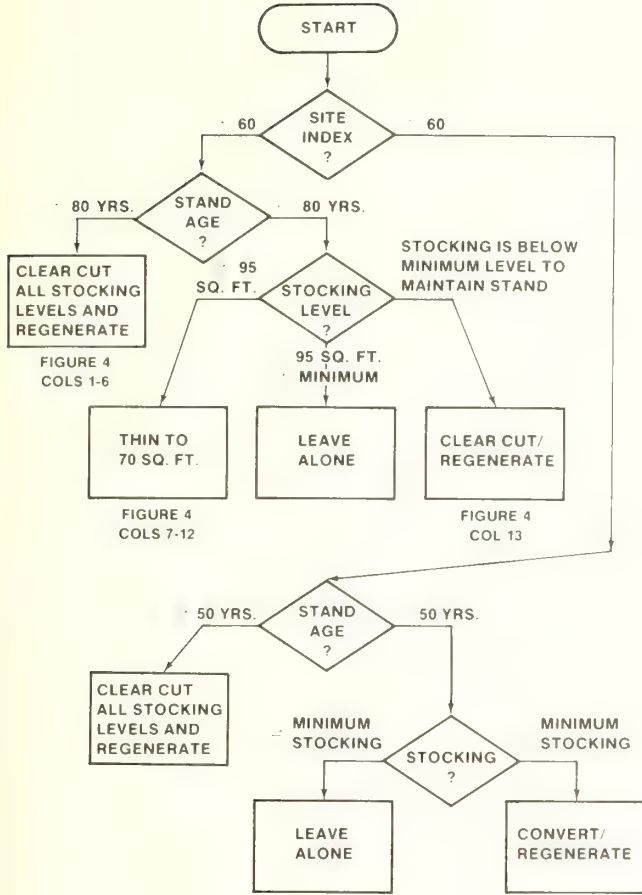 START
SITE
INDEX
?
60
60
80 YRS.
STAND
AGE
?
80 YRS.
CLEAR CUT
ALL STOCKING
LEVELS AND
REGENERATE
FIGURE 4
COLS 1-6
95
SQ. FT.
STOCKING
LEVEL
?
STOCKING IS BELOW
MINIMUM LEVEL TO
MAINTAIN STAND
95 SQ. FT.
MINIMUM
THIN TO
70 SQ. FT.
FIGURE 4
COLS 7-12
LEAVE
ALONE
CLEAR CUT/
REGENERATE
FIGURE 4
COL 13
50 YRS.
STAND
AGE
?
50 YRS.
CLEAR CUT
ALL STOCKING
LEVELS AND
REGENERATE
MINIMUM
STOCKING
STOCKING
?
MINIMUM
STOCKING
LEAVE
ALONE
CONVERT/
REGENERATE